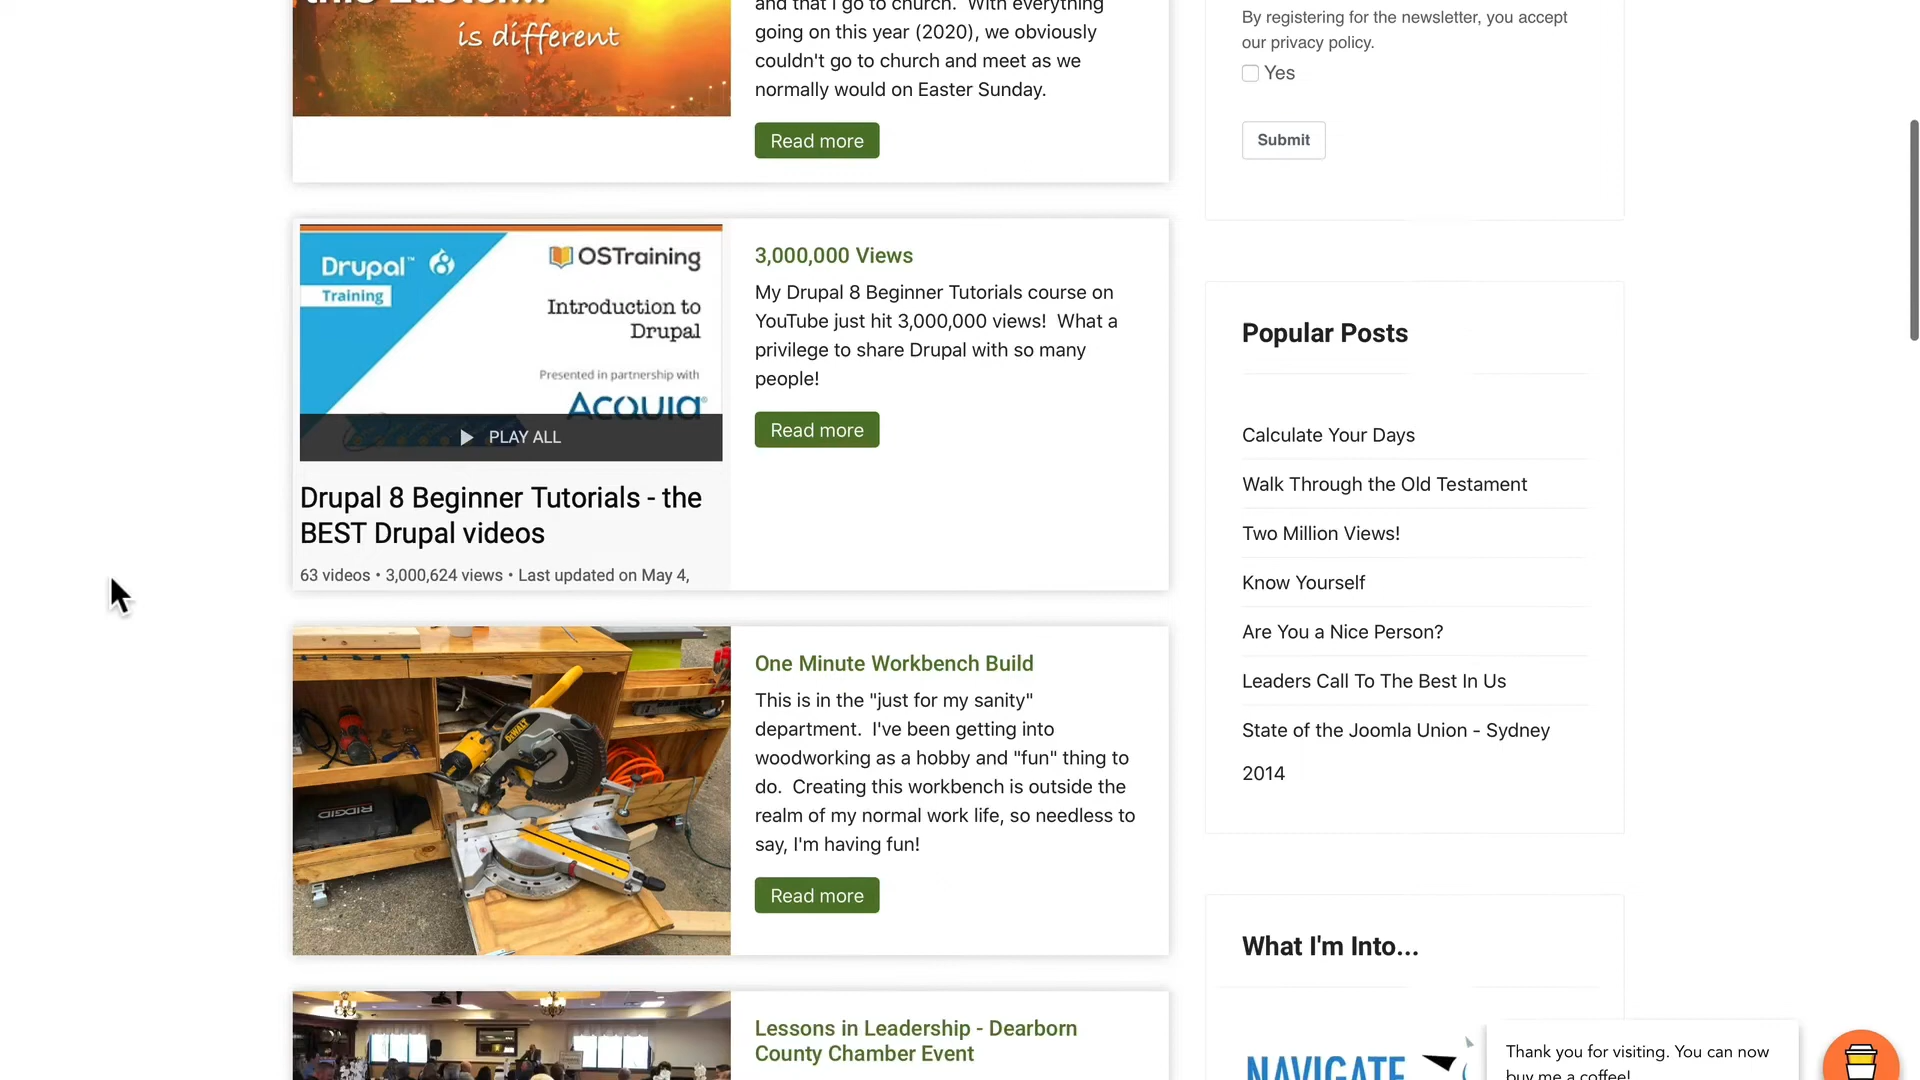 this Easter...
is different
and that I go to church.  With everything
going on this year (2020), we obviously
couldn't go to church and meet as we
normally would on Easter Sunday.
Read more
Drupal™
Training
OSTraining
Introduction to
Drupal
Presented in partnership with
Acquia®
PLAY ALL
Drupal 8 Beginner Tutorials - the
BEST Drupal videos
63 videos • 3,000,624 views • Last updated on May 4,
3,000,000 Views
My Drupal 8 Beginner Tutorials course on
YouTube just hit 3,000,000 views!  What a
privilege to share Drupal with so many
people!
Read more
DEWALT
RIDGID
One Minute Workbench Build
This is in the "just for my sanity"
department.  I've been getting into
woodworking as a hobby and "fun" thing to
do.  Creating this workbench is outside the
realm of my normal work life, so needless to
say, I'm having fun!
Read more
Lessons in Leadership - Dearborn
County Chamber Event
By registering for the newsletter, you accept
our privacy policy.
Yes
Submit
Popular Posts
Calculate Your Days
Walk Through the Old Testament
Two Million Views!
Know Yourself
Are You a Nice Person?
Leaders Call To The Best In Us
State of the Joomla Union - Sydney
2014
What I'm Into...
NAVIGATE
Thank you for visiting. You can now
buy me a coffee!